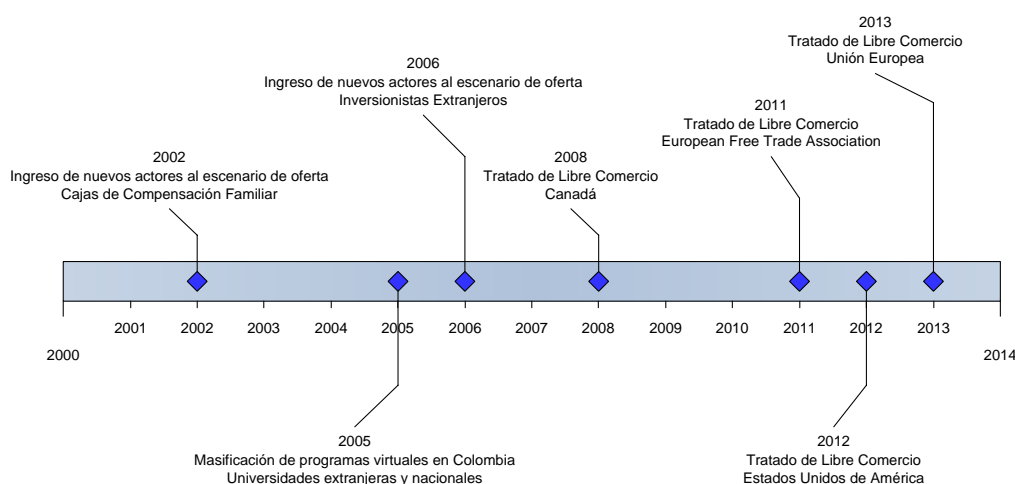 2013
Tratado de Libre Comercio
Unión Europea
2006
Ingreso de nuevos actores al escenario de oferta
Inversionistas Extranjeros
2011
Tratado de Libre Comercio
European Free Trade Association
2002
Ingreso de nuevos actores al escenario de oferta
Cajas de Compensación Familiar
2008
Tratado de Libre Comercio
Canadá
2001 2002 2003 2004 2005 2006 2007 2008 2009 2010 2011 2012 2013
2000 2014
2005
Masificación de programas virtuales en Colombia
Universidades extranjeras y nacionales
2012
Tratado de Libre Comercio
Estados Unidos de América